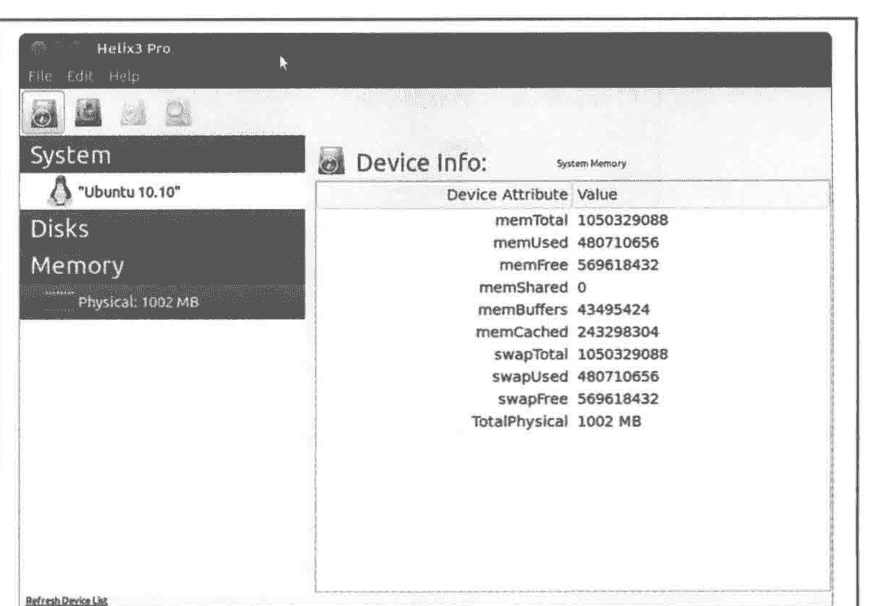 Helix3 Pro
File Edit Help
System
"Ubuntu 10.10"
Disks
Memory
Physical: 1002 MB
Refresh Device List
Device Info: System Memory
Device Attribute Value
memTotal 1050329088
memUsed 480710656
memFree 569618432
memShared 0
memBuffers 43495424
memCached 243298304
swapTotal 1050329088
swapUsed 480710656
swapFree 569618432
TotalPhysical 1002 MB